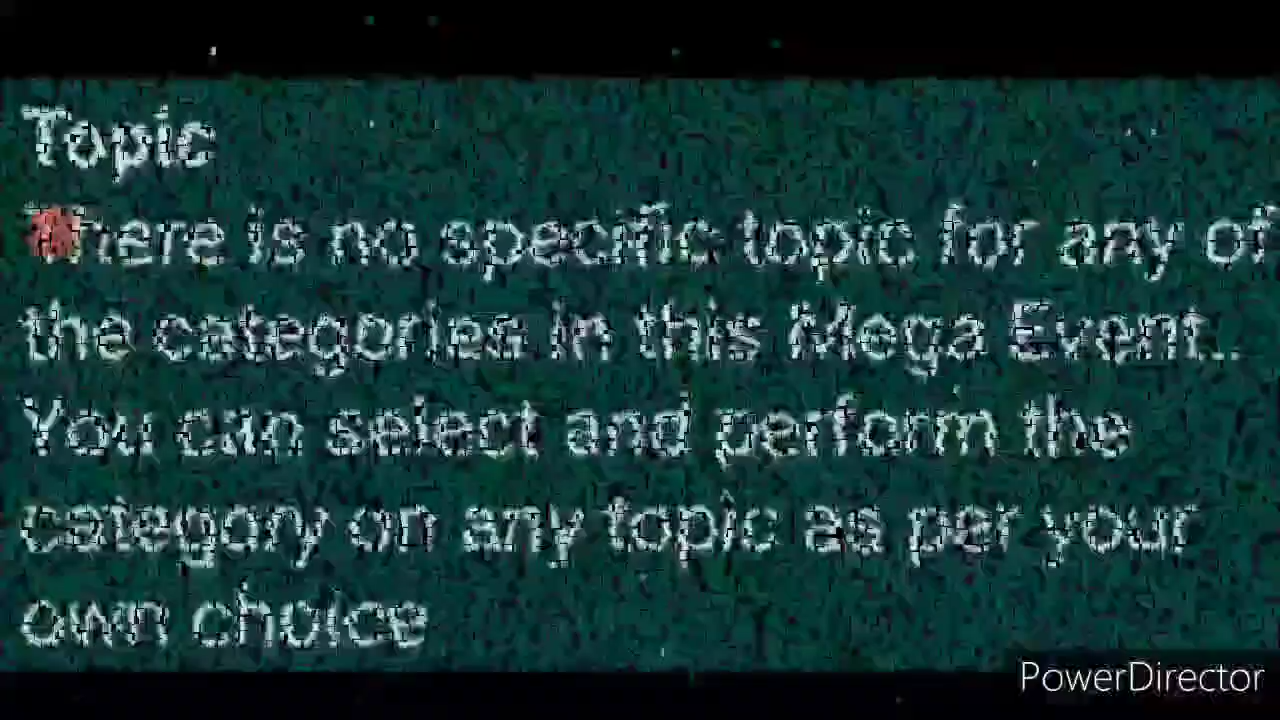 Topic
There is no specific topic for any of
the categories in this Mega Event..
You can select and perform the
category on any topic as per your
own choice
PowerDirector